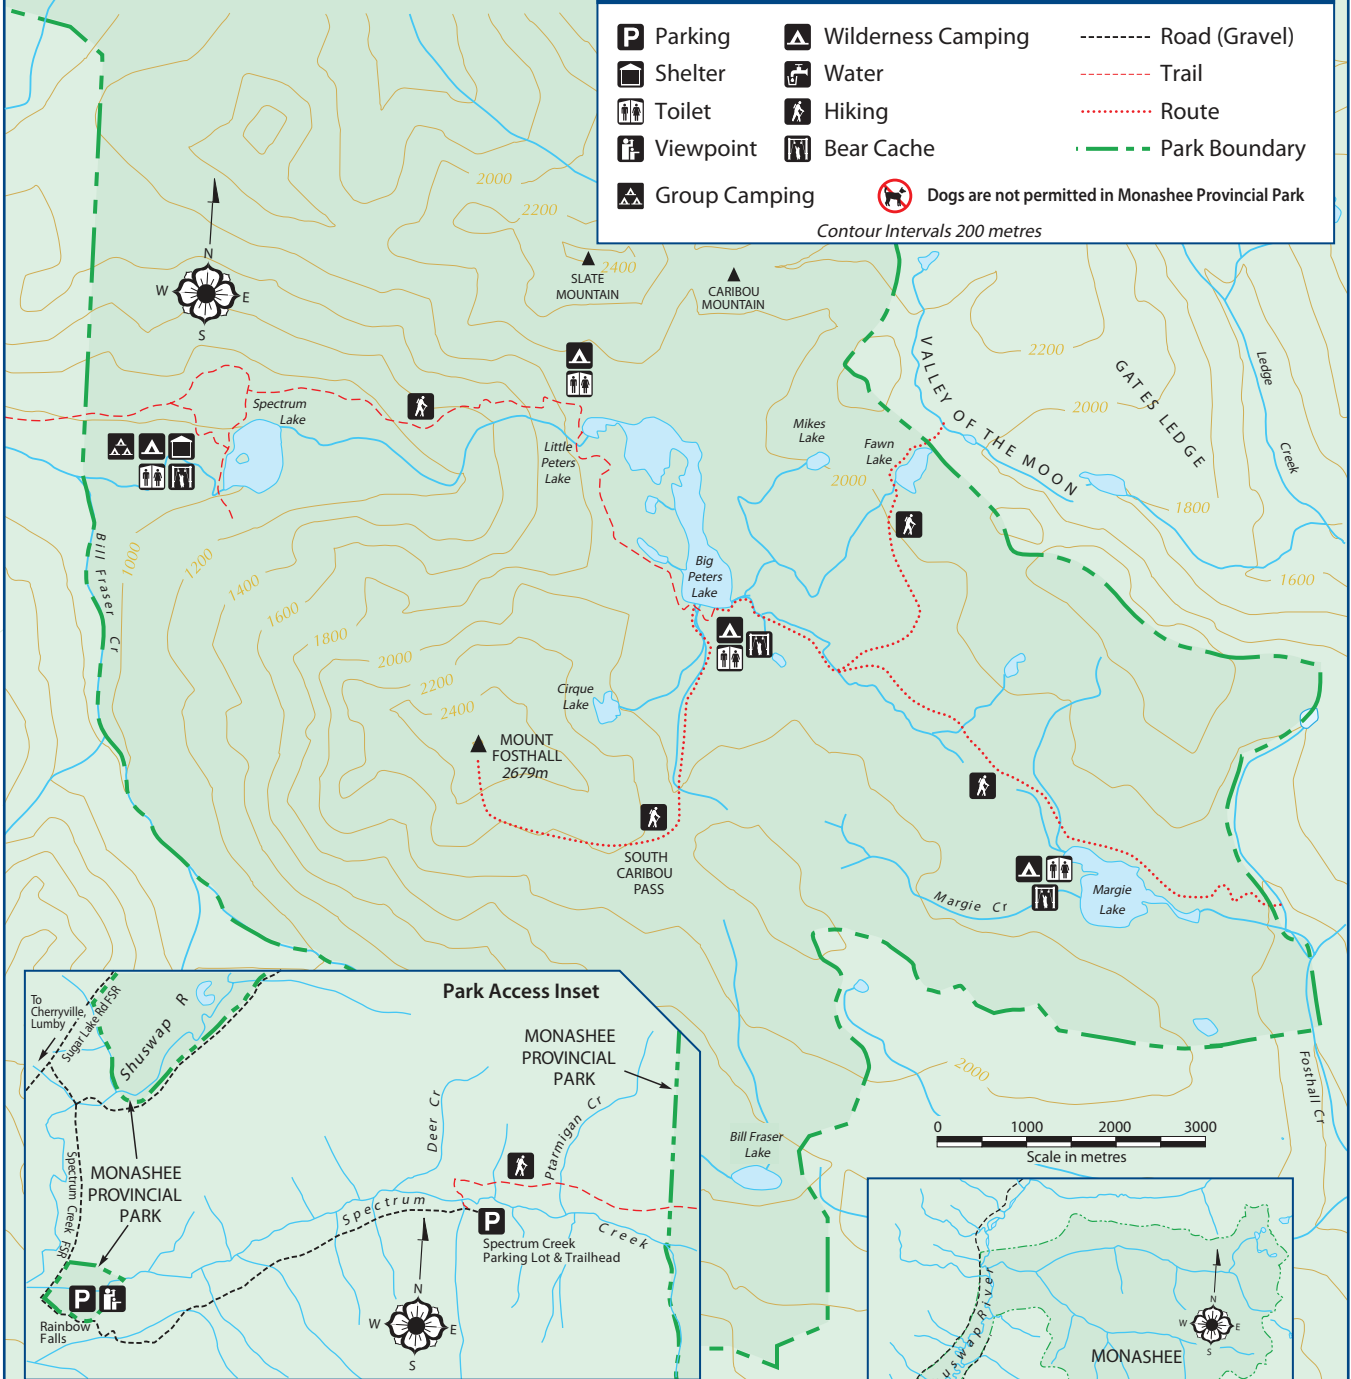 Parking
Wilderness Camping
Road (Gravel)
Shelter
Water
Trail
Toilet
Hiking
Route
Viewpoint
Bear Cache
Park Boundary
Group Camping
Dogs are not permitted in Monashee Provincial Park
Contour Intervals 200 metres
2000
2200
2400
SLATE
MOUNTAIN
CARIBOU
MOUNTAIN
N
W
E
S
VALLEY OF THE MOON
2200
2000
GATES LEDGE
Ledge
Creek
1800
1600
Spectrum
Lake
Little
Peters
Lake
Mikes
Lake
Fawn
Lake
2000
Big
Peters
Lake
Bill Fraser Cr
1000
1200
1400
1600
1800
2000
2200
2400
Cirque
Lake
MOUNT
FOSTHALL
2679m
SOUTH
CARIBOU
PASS
Margie Cr
Margie
Lake
2000
Fosthall Cr
Bill Fraser
Lake
0 1000 2000 3000
Scale in metres
Park Access Inset
To
Cherryville,
Lumby
Sugar Lake Rd FSR
Shuswap R
MONASHEE
PROVINCIAL
PARK
Deer Cr
Ptarmigan Cr
MONASHEE
PROVINCIAL
PARK
Spectrum Creek FSR
Spectrum
Creek
P
Spectrum Creek
Parking Lot & Trailhead
P
Rainbow
Falls
N
W
E
S
uswap River
N
W
E
S
MONASHEE